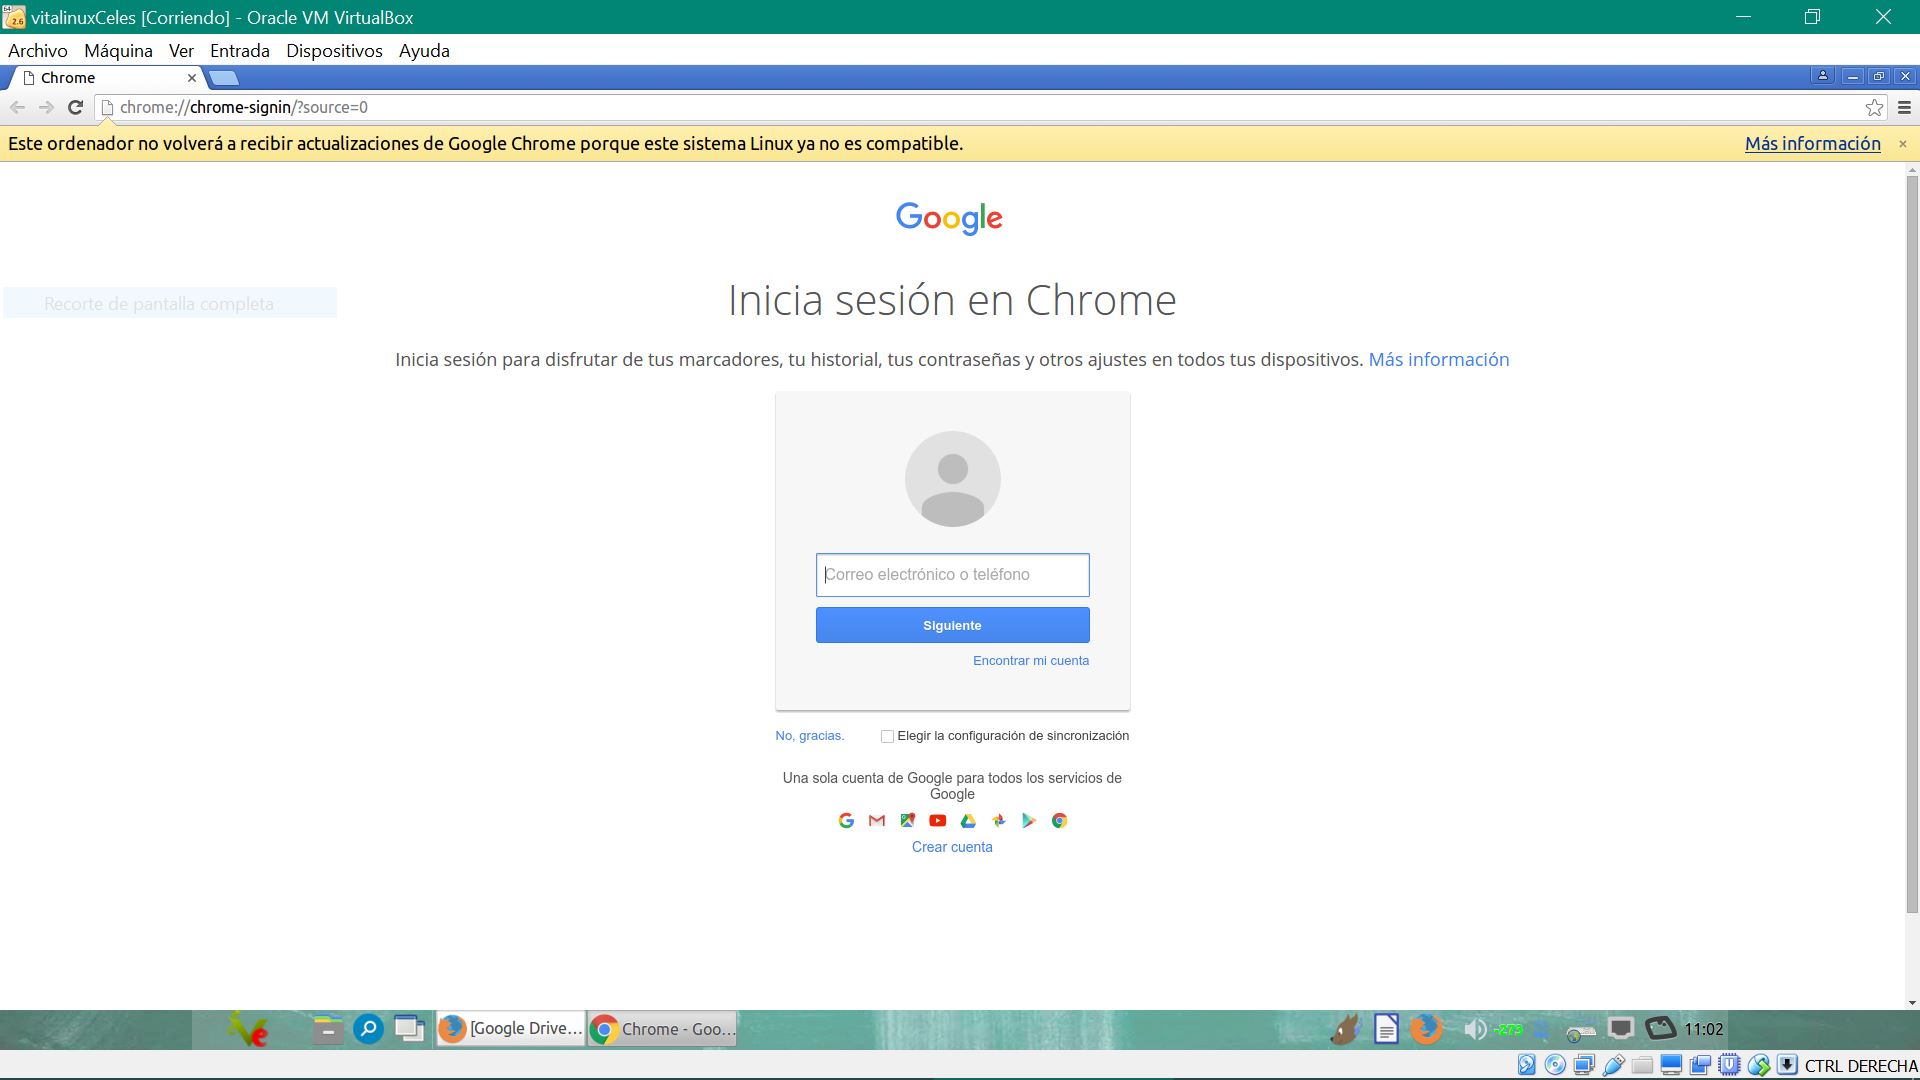 vitalinuxCeles [Corriendo] - Oracle VM VirtualBox
Archivo Máquina Ver Entrada Dispositivos Ayuda
Chrome
chrome://chrome-signin/?source=0
Este ordenador no volverá a recibir actualizaciones de Google Chrome porque este sistema Linux ya no es compatible. Más información
Google
Inicia sesión en Chrome
Recorte de pantalla completa
Inicia sesión para disfrutar de tus marcadores, tu historial, tus contraseñas y otros ajustes en todos tus dispositivos. Más información
Correo electrónico o teléfono
Siguiente
Encontrar mi cuenta
No, gracias. Elegir la configuración de sincronización
Una sola cuenta de Google para todos los servicios de
Google
Crear cuenta
[Google Drive... Chrome - Goo... -273 11:02
CTRL DERECHA